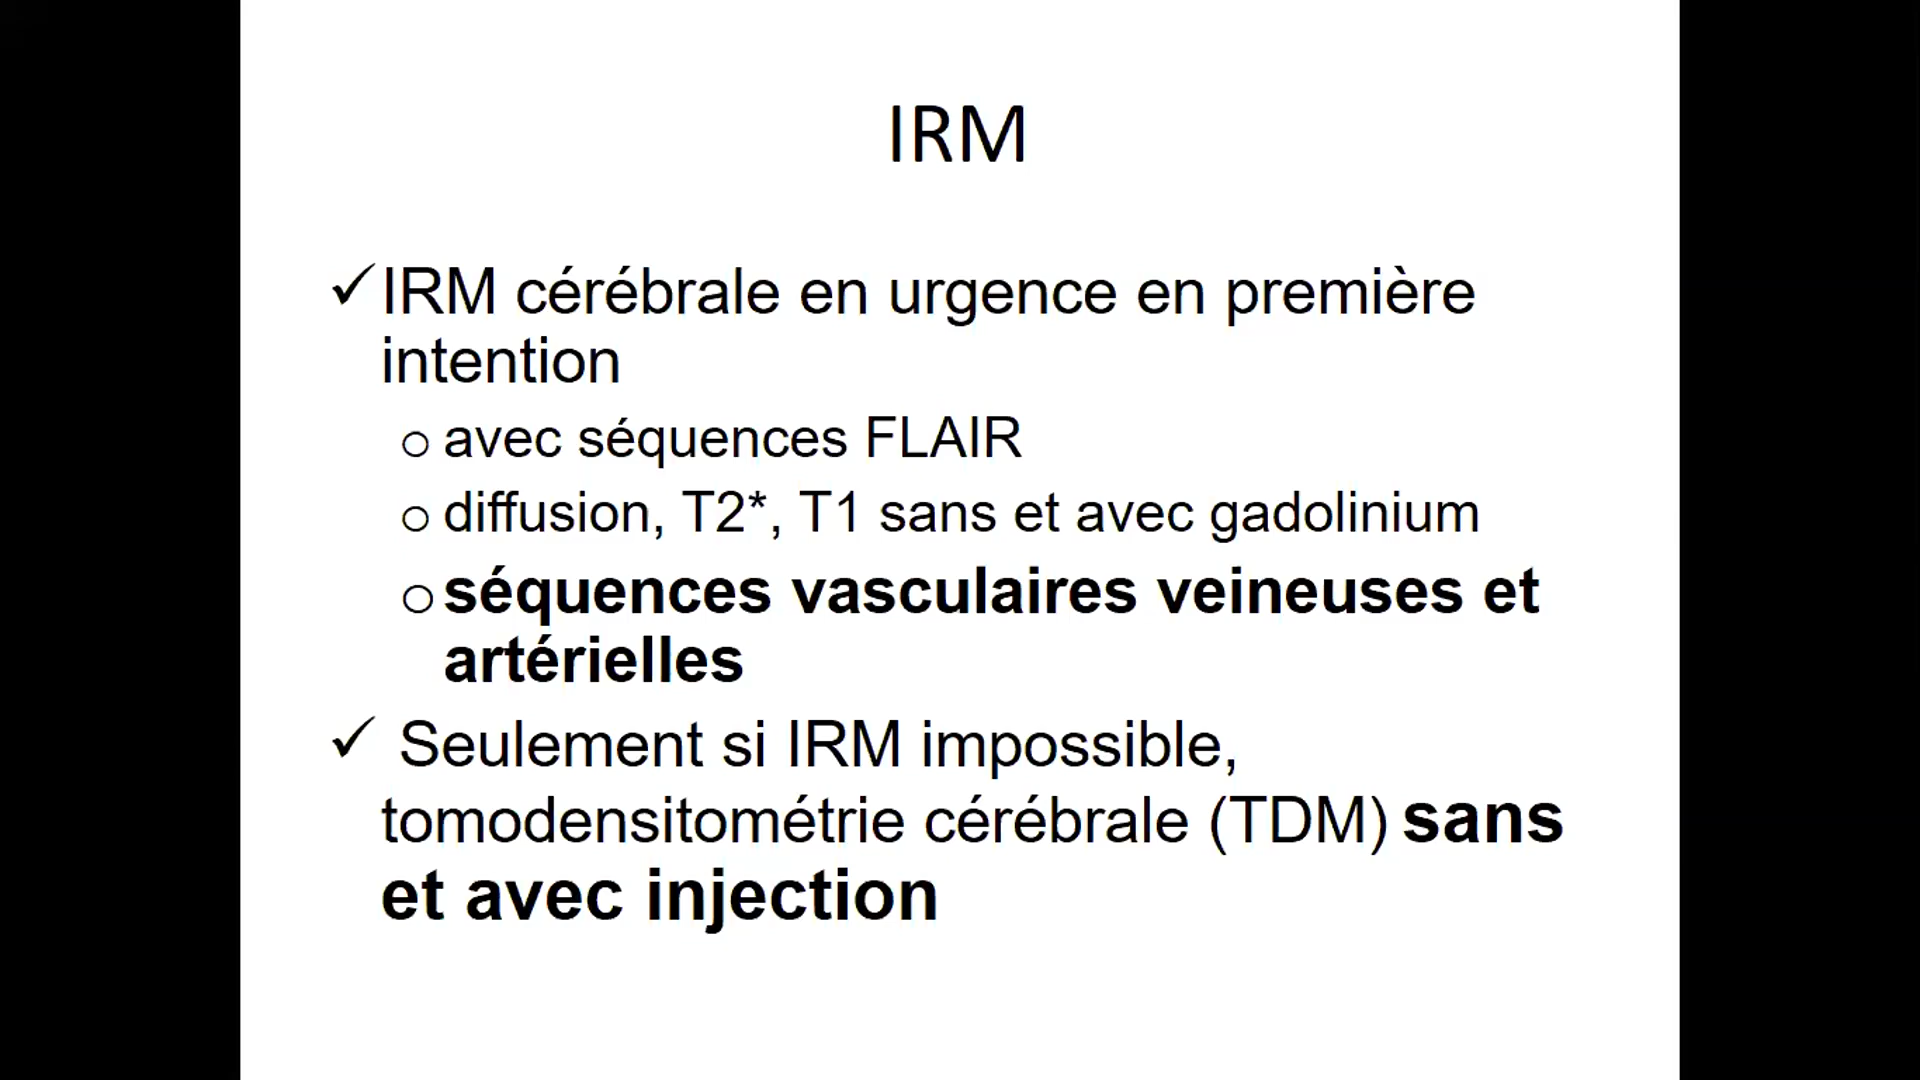 IRM
✓IRM cérébrale en urgence en première
intention
o avec séquences FLAIR
o diffusion, T2*, T1 sans et avec gadolinium
o séquences vasculaires veineuses et
artérielles
✓ Seulement si IRM impossible,
tomodensitométrie cérébrale (TDM) sans
et avec injection